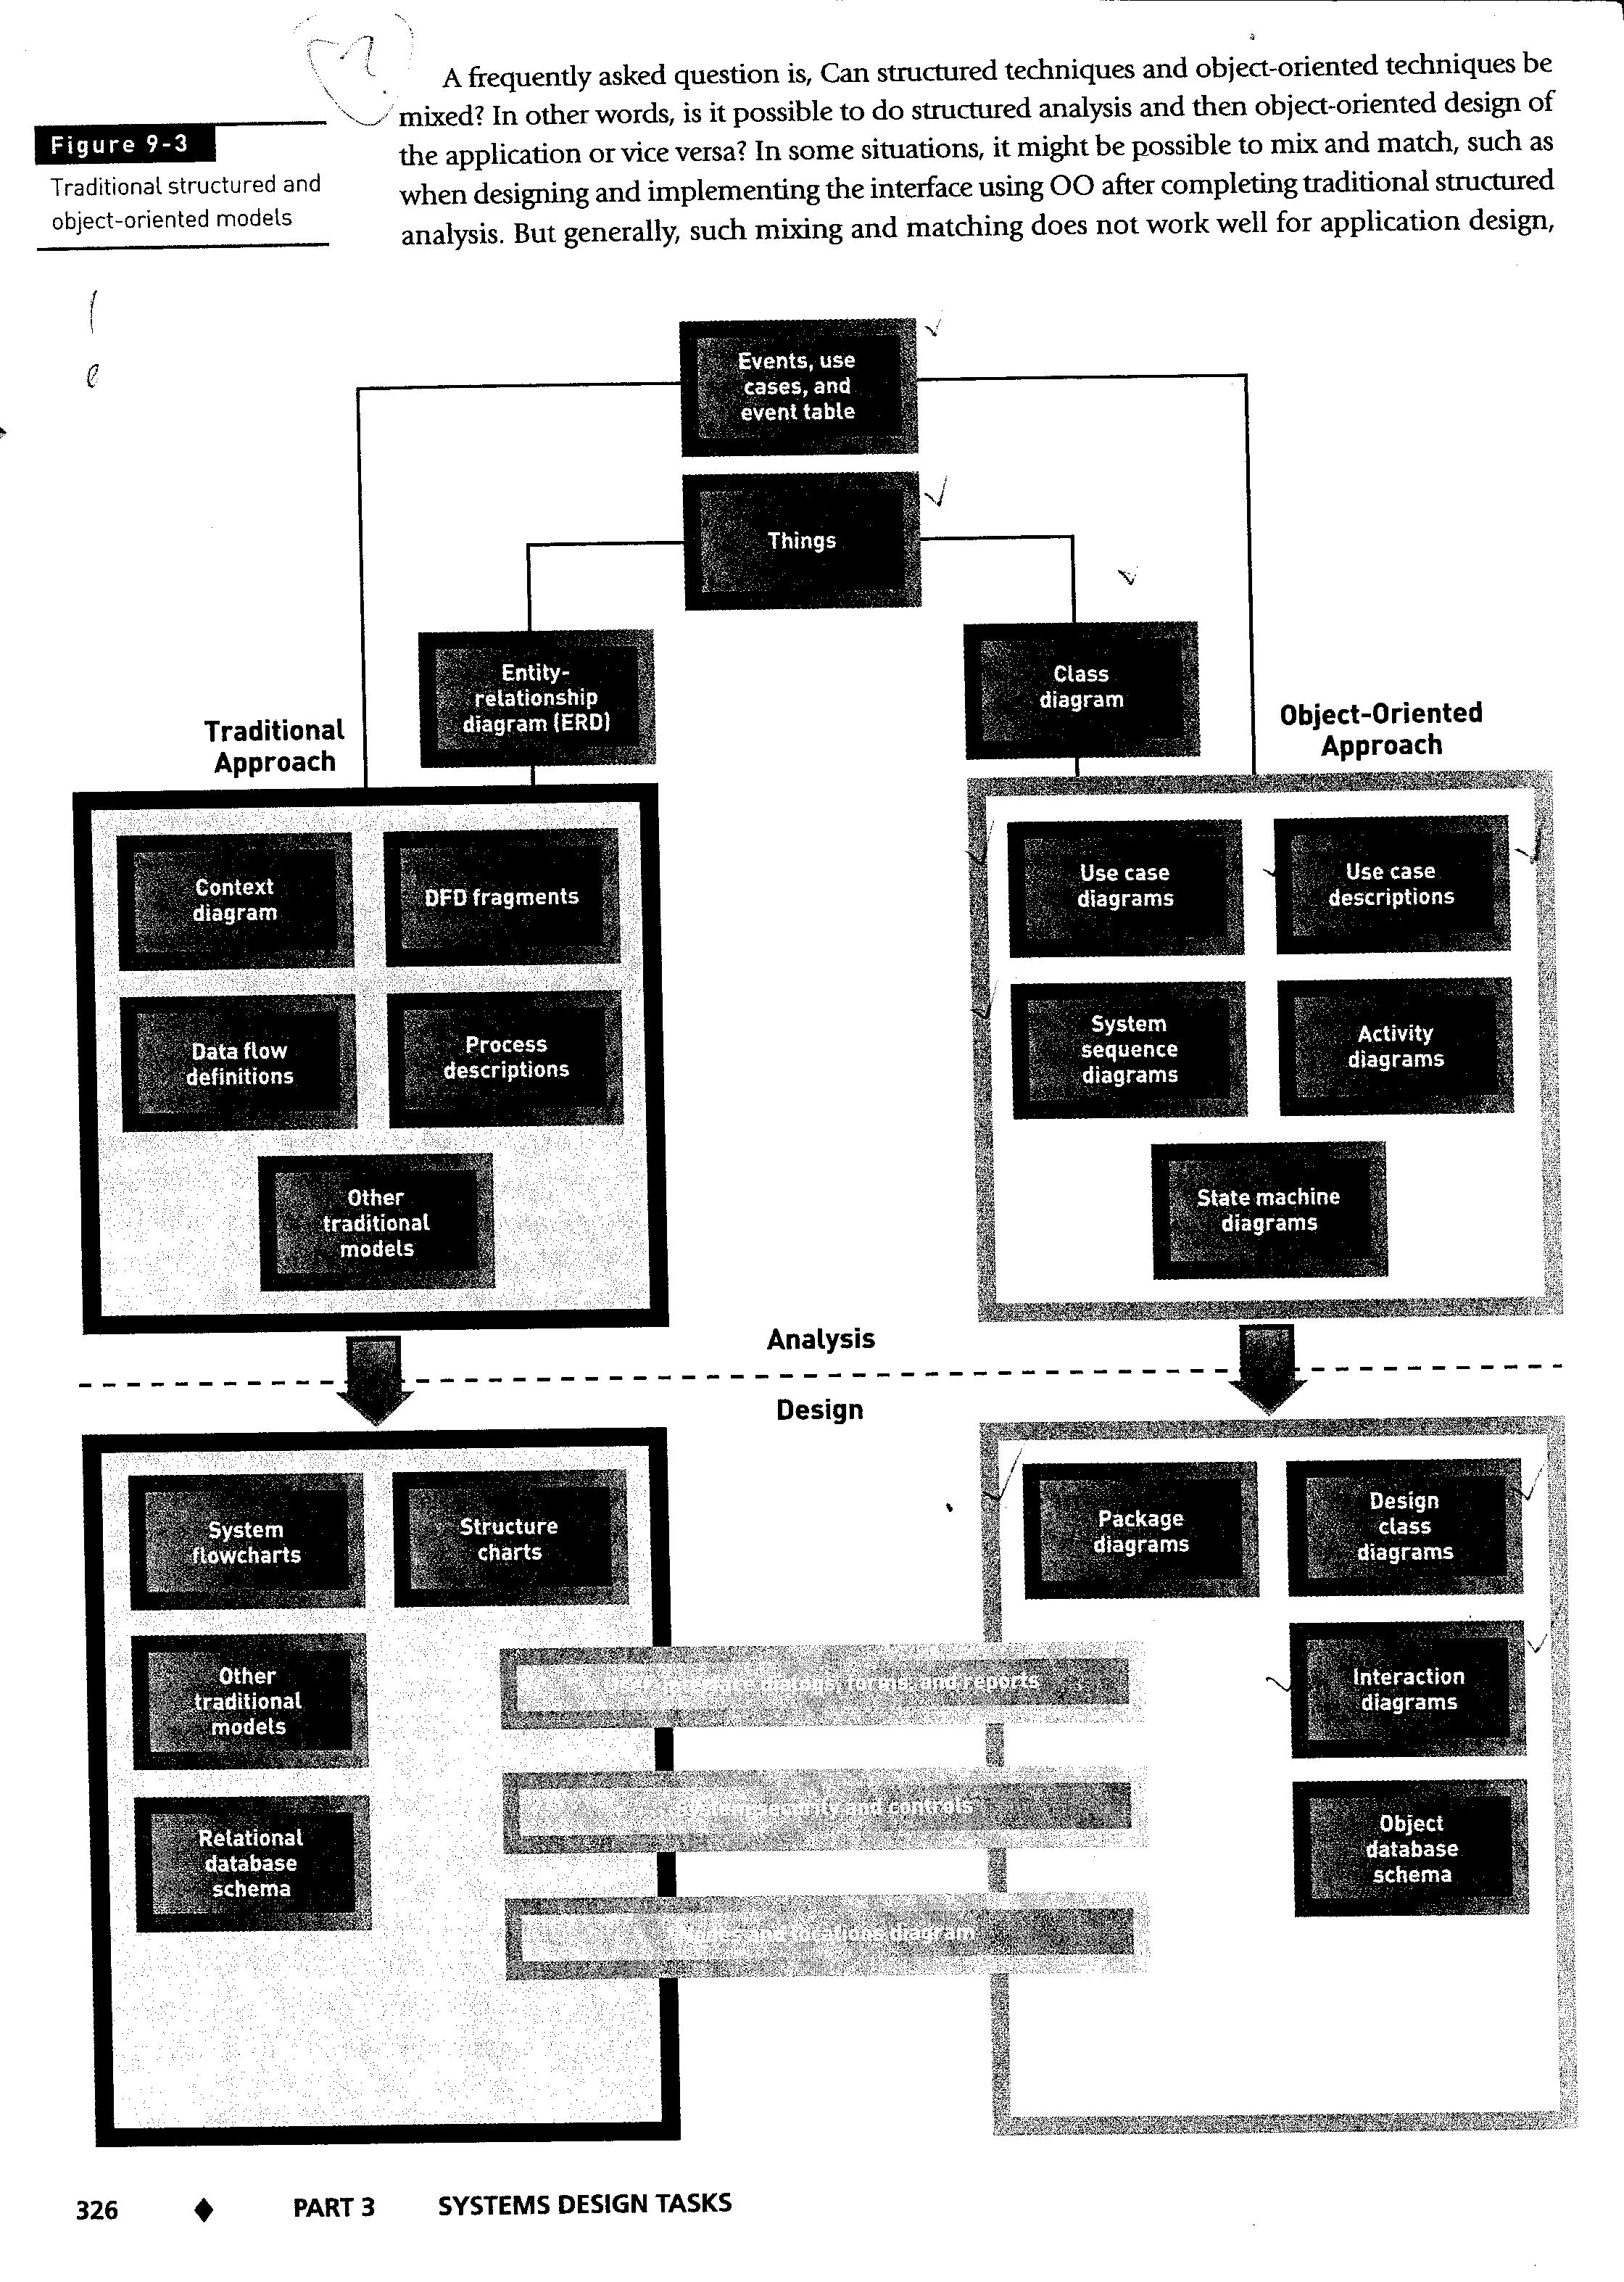 A frequently asked question is, Can structured techniques and object-oriented techniques be
mixed? In other words, is it possible to do structured analysis and then object-oriented design of
the application or vice versa? In some situations, it might be possible to mix and match, such as
when designing and implementing the interface using OO after completing traditional structured
analysis. But generally, such mixing and matching does not work well for application design,
Figure 9-3
Traditional structured and
object-oriented models
Events, use
cases, and
event table
Things
Entity-
relationship
diagram (ERD)
Class
diagram
Traditional
Approach
Object-Oriented
Approach
Context
diagram
DFD fragments
Data flow
definitions
Process
descriptions
Other
traditional
models
Use case
diagrams
Use case
descriptions
System
sequence
diagrams
Activity
diagrams
State machine
diagrams
Analysis
Design
System
flowcharts
Structure
charts
Other
traditional
models
Relational
database
schema
dialogs, forms, and reports
System security and controls
and locations diagram
Package
diagrams
Design
class
diagrams
Interaction
diagrams
Object
database
schema
326 ♦ PART 3 SYSTEMS DESIGN TASKS